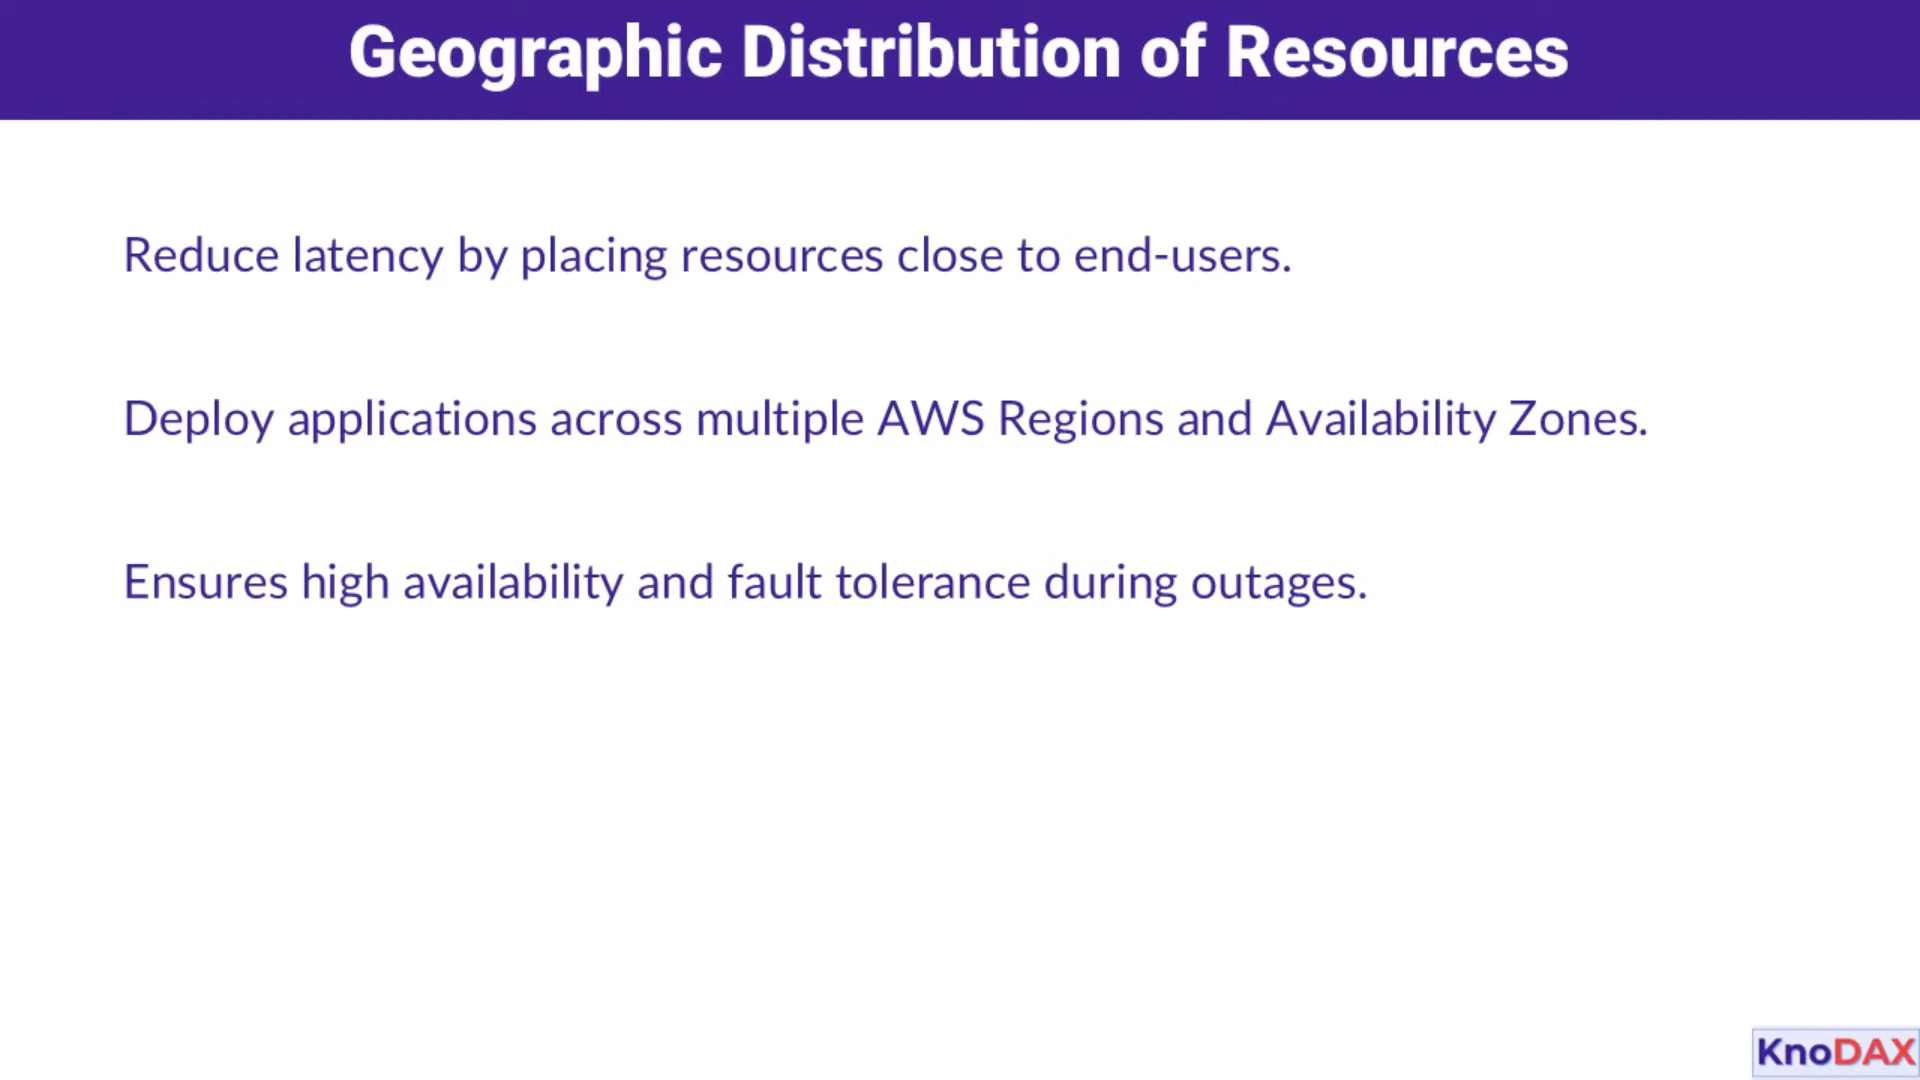 Geographic Distribution of Resources
Reduce latency by placing resources close to end-users.
Deploy applications across multiple AWS Regions and Availability Zones.
Ensures high availability and fault tolerance during outages.
KnoDAX